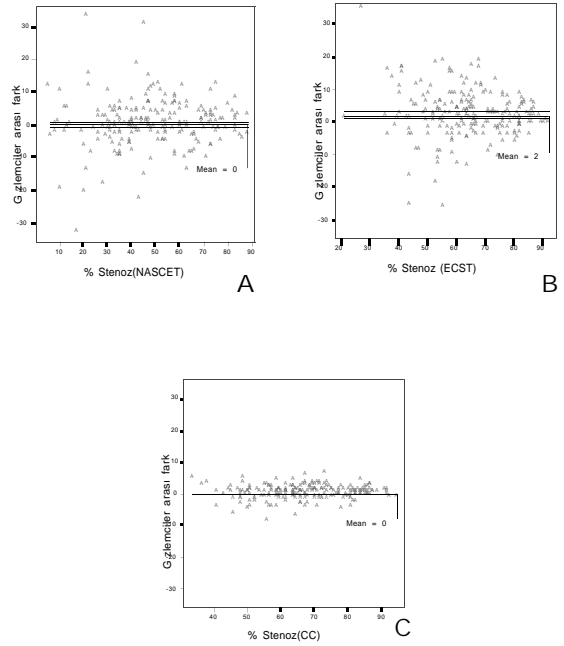 30
20
10
0
-10
-20
-30
G zlemciler arası fark
Mean = 0
10 20 30 40 50 60 70 80 90
% Stenoz(NASCET)
A
30
20
10
0
-10
-20
-30
G zlemciler arası fark
Mean = 2
20 30 40 50 60 70 80 90
% Stenoz (ECST)
B
30
20
10
0
-10
-20
-30
G zlemciler arası fark
Mean = 0
40 50 60 70 80 90
% Stenoz(CC)
C